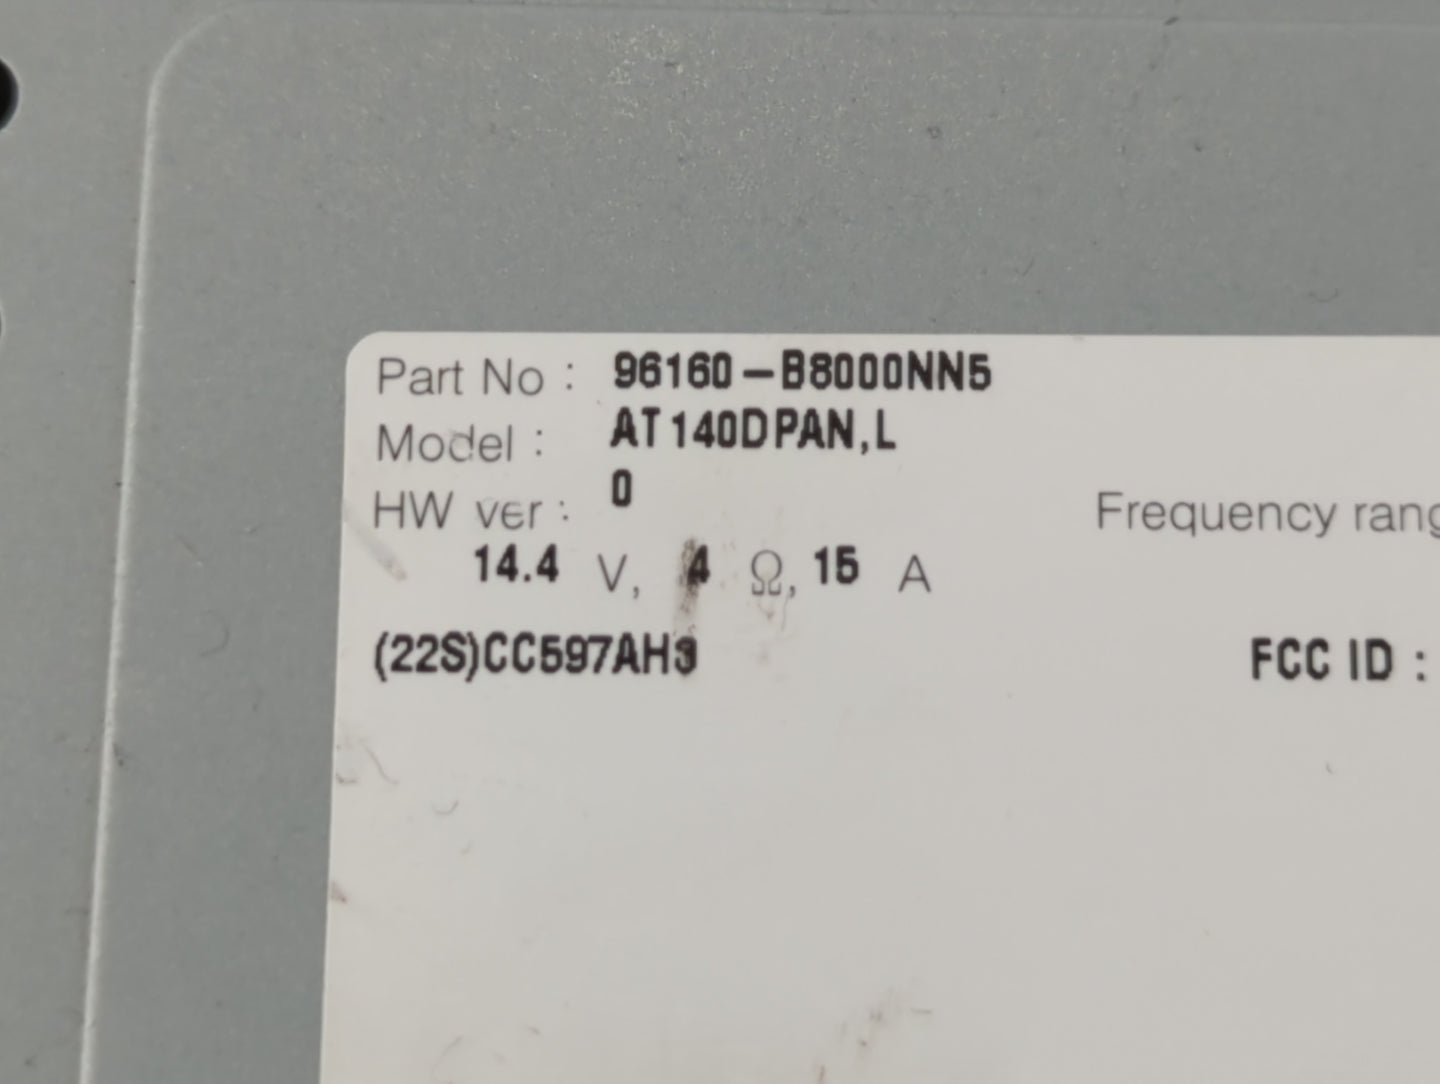 Part No : 96160-B8000NN5
Model : AT140DPAN,L
HW ver : 0
Frequency rang
14.4 V, 4 Ω, 15 A
(22S)CC597AH3
FCC ID :